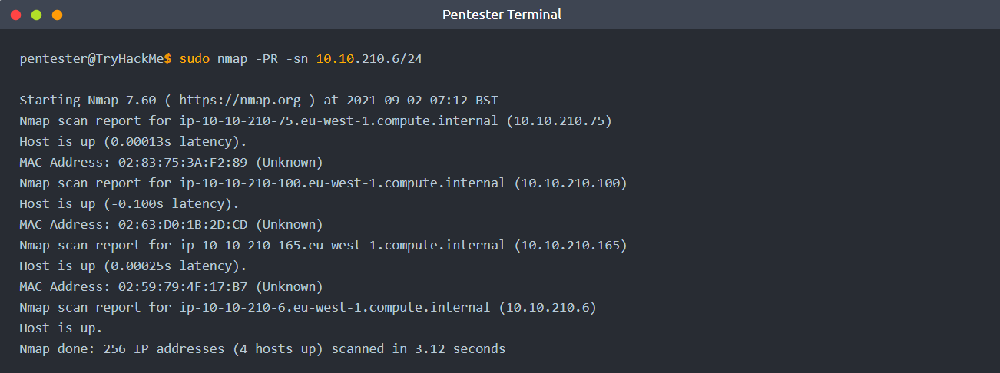 Pentester Terminal
pentester@TryHackMe$ sudo nmap -PR -sn 10.10.210.6/24
Starting Nmap 7.60 ( https://nmap.org ) at 2021-09-02 07:12 BST
Nmap scan report for ip-10-10-210-75.eu-west-1.compute.internal (10.10.210.75)
Host is up (0.00013s latency).
MAC Address: 02:83:75:3A:F2:89 (Unknown)
Nmap scan report for ip-10-10-210-100.eu-west-1.compute.internal (10.10.210.100)
Host is up (-0.100s latency).
MAC Address: 02:63:D0:1B:2D:CD (Unknown)
Nmap scan report for ip-10-10-210-165.eu-west-1.compute.internal (10.10.210.165)
Host is up (0.00025s latency).
MAC Address: 02:59:79:4F:17:B7 (Unknown)
Nmap scan report for ip-10-10-210-6.eu-west-1.compute.internal (10.10.210.6)
Host is up.
Nmap done: 256 IP addresses (4 hosts up) scanned in 3.12 seconds